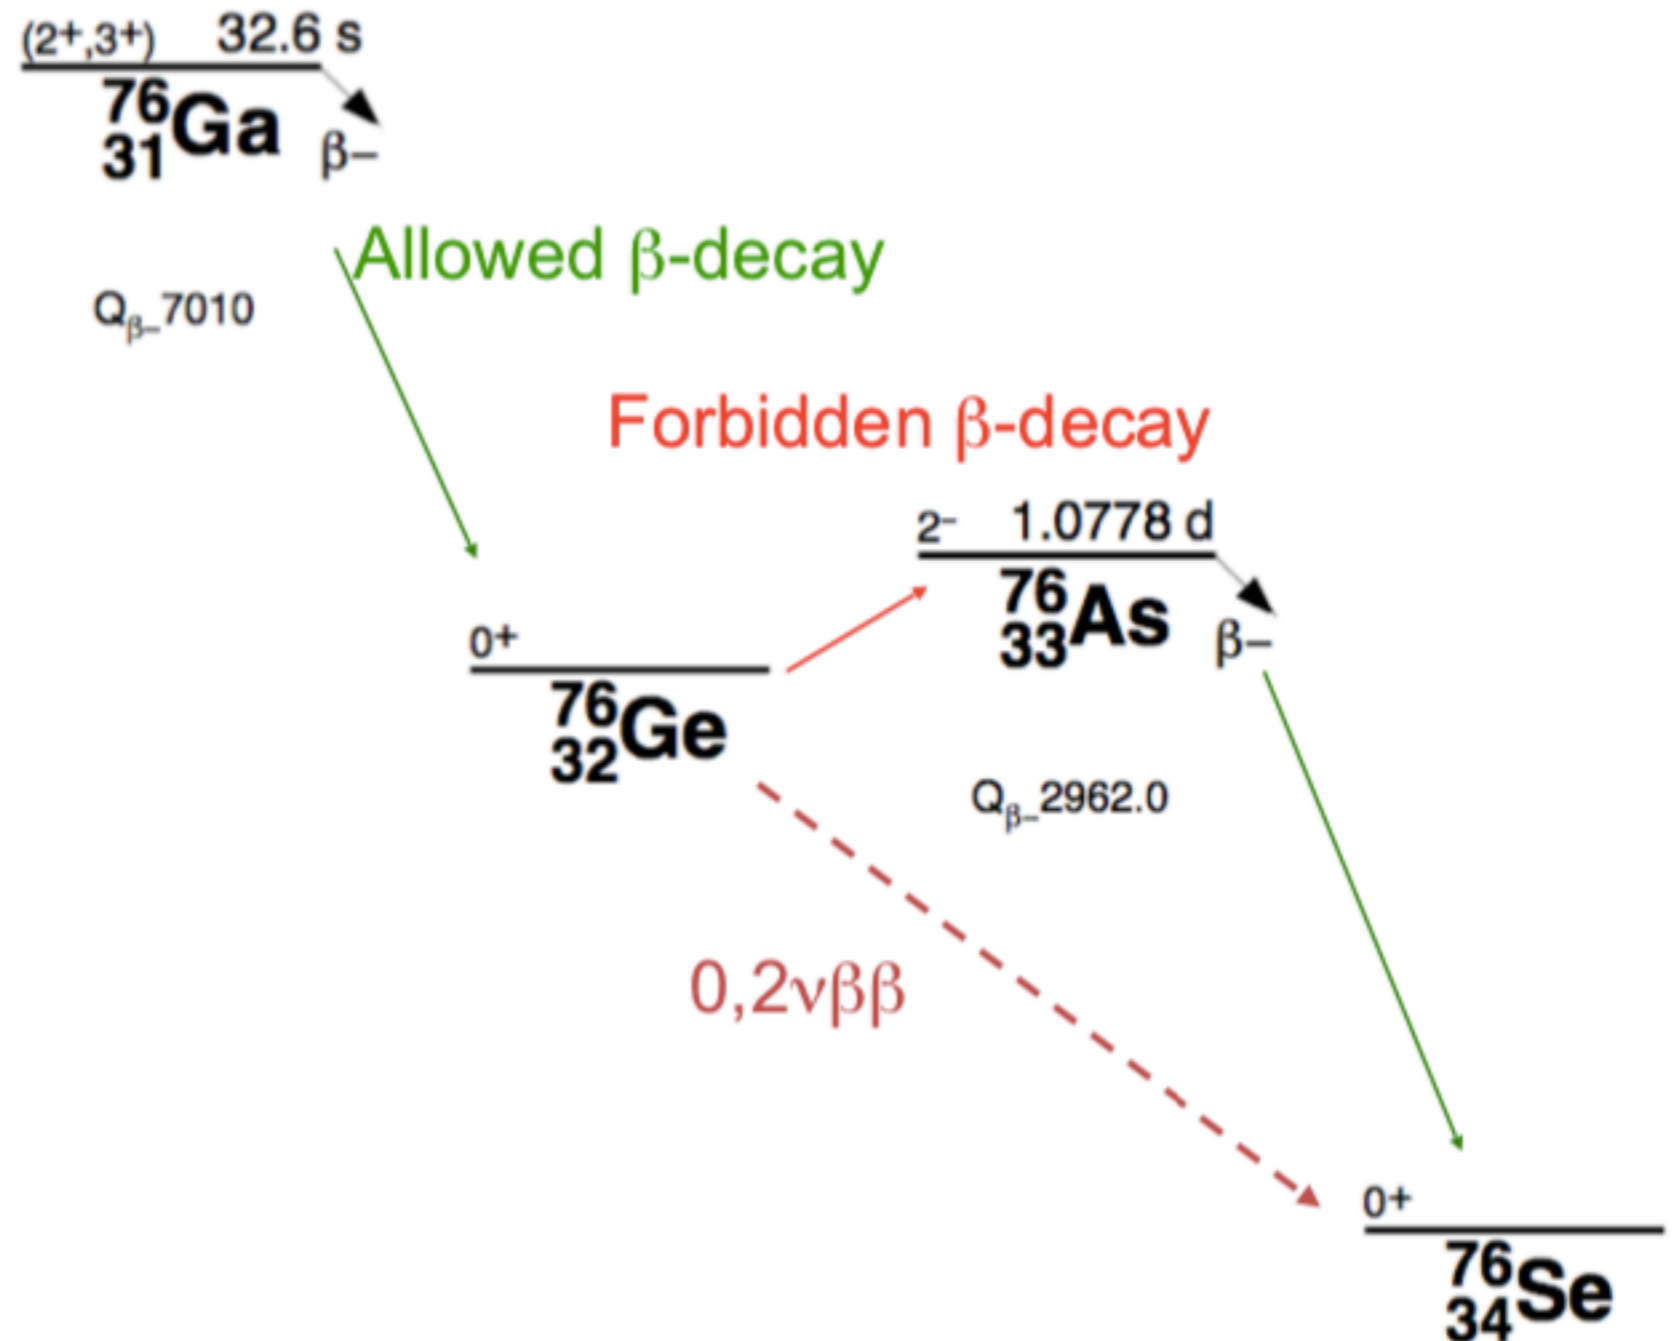 (2+,3+) 32.6 s
76
31Ga β−
Allowed β-decay
Qβ−7010
Forbidden β-decay
2− 1.0778 d
76
33As β−
0+
76
32Ge
Qβ−2962.0
0,2νββ
0+
76
34Se